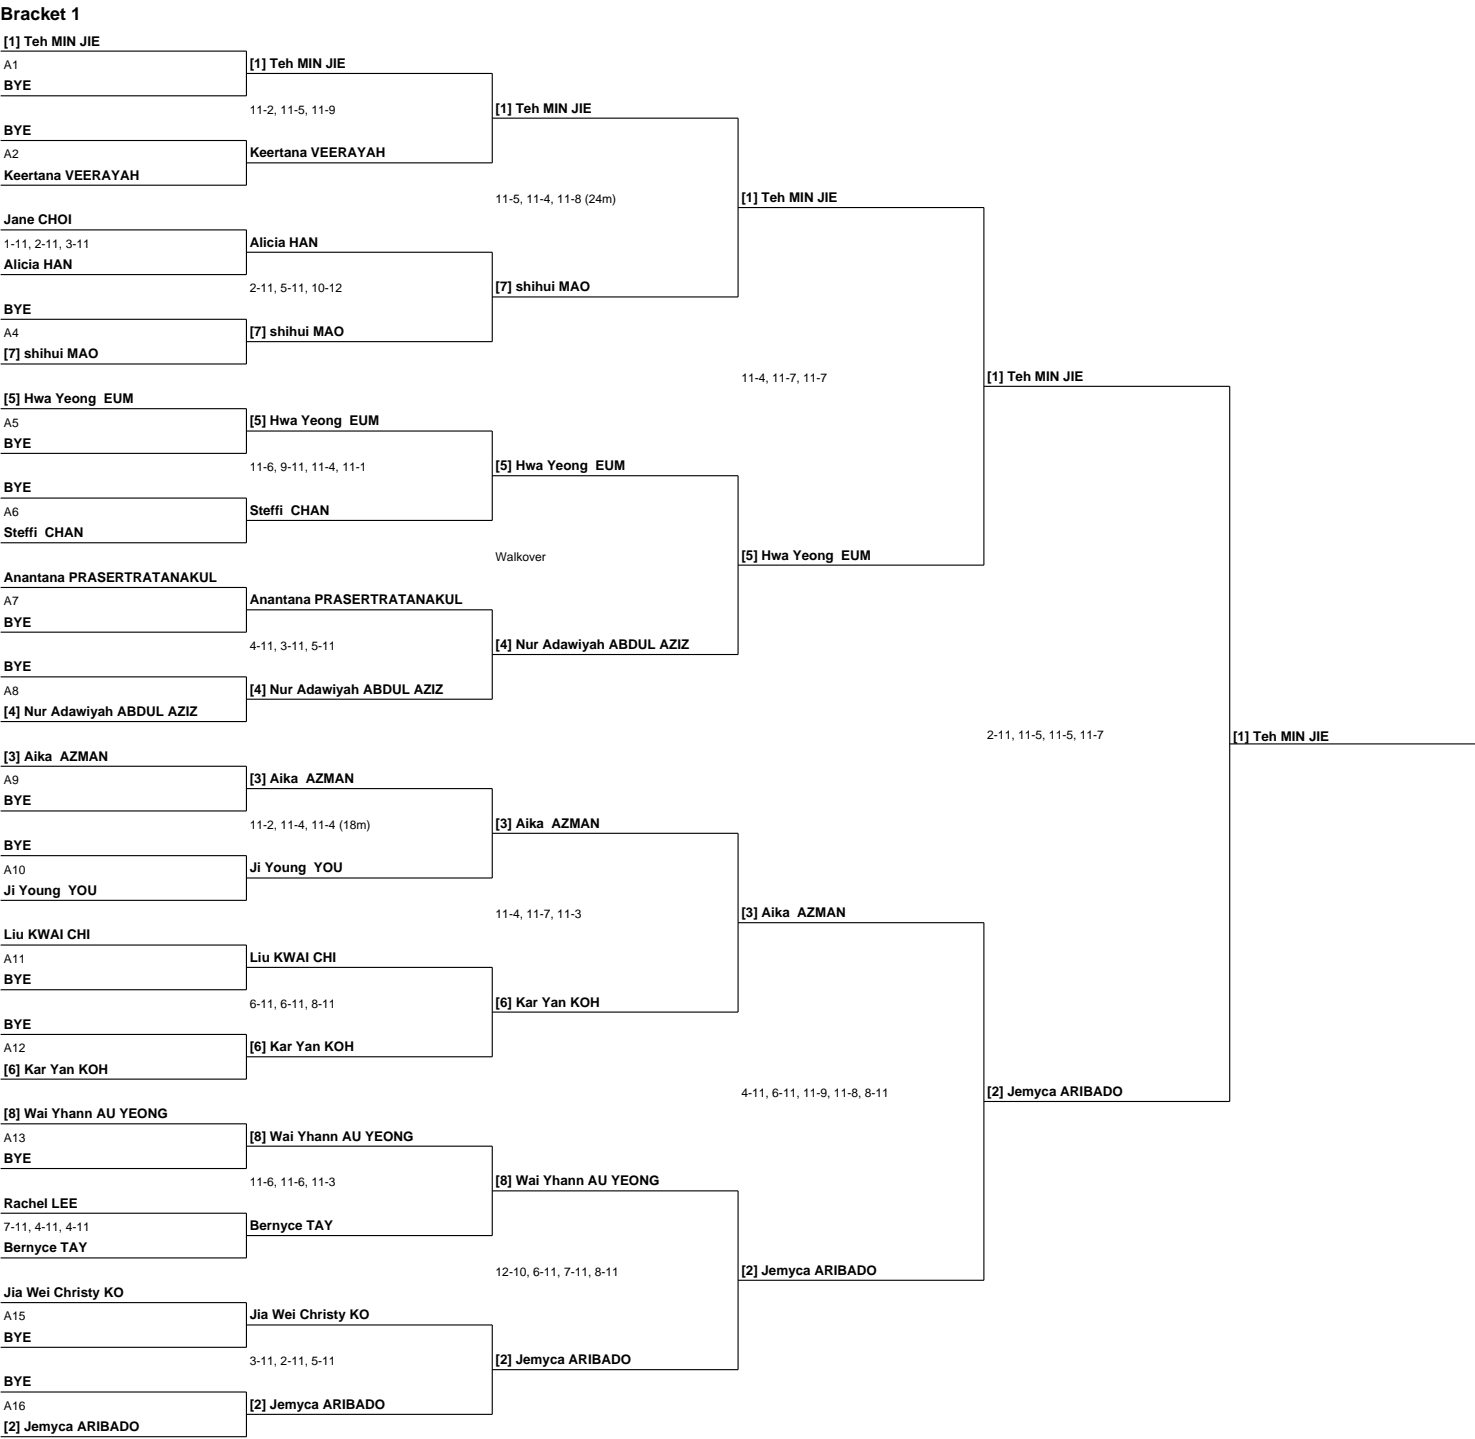 Bracket 1
[1] Teh MIN JIE
A1
BYE
BYE
A2
Keertana VEERAYAH
Jane CHOI
1-11, 2-11, 3-11
Alicia HAN
BYE
A4
[7] shihui MAO
[5] Hwa Yeong  EUM
A5
BYE
BYE
A6
Steffi  CHAN
Anantana PRASERTRATANAKUL
A7
BYE
BYE
A8
[4] Nur Adawiyah ABDUL AZIZ
[3] Aika  AZMAN
A9
BYE
BYE
A10
Ji Young  YOU
Liu KWAI CHI
A11
BYE
BYE
A12
[6] Kar Yan KOH
[8] Wai Yhann AU YEONG
A13
BYE
Rachel LEE
7-11, 4-11, 4-11
Bernyce TAY
Jia Wei Christy KO
A15
BYE
BYE
A16
[2] Jemyca ARIBADO
[1] Teh MIN JIE
11-2, 11-5, 11-9
Keertana VEERAYAH
Alicia HAN
2-11, 5-11, 10-12
[7] shihui MAO
[5] Hwa Yeong  EUM
11-6, 9-11, 11-4, 11-1
Steffi  CHAN
Anantana PRASERTRATANAKUL
4-11, 3-11, 5-11
[4] Nur Adawiyah ABDUL AZIZ
[3] Aika  AZMAN
11-2, 11-4, 11-4 (18m)
Ji Young  YOU
Liu KWAI CHI
6-11, 6-11, 8-11
[6] Kar Yan KOH
[8] Wai Yhann AU YEONG
11-6, 11-6, 11-3
Bernyce TAY
Jia Wei Christy KO
3-11, 2-11, 5-11
[2] Jemyca ARIBADO
[1] Teh MIN JIE
11-5, 11-4, 11-8 (24m)
[7] shihui MAO
[5] Hwa Yeong  EUM
Walkover
[4] Nur Adawiyah ABDUL AZIZ
[3] Aika  AZMAN
11-4, 11-7, 11-3
[6] Kar Yan KOH
[8] Wai Yhann AU YEONG
12-10, 6-11, 7-11, 8-11
[2] Jemyca ARIBADO
[1] Teh MIN JIE
11-4, 11-7, 11-7
[5] Hwa Yeong  EUM
[3] Aika  AZMAN
4-11, 6-11, 11-9, 11-8, 8-11
[2] Jemyca ARIBADO
[1] Teh MIN JIE
2-11, 11-5, 11-5, 11-7
[2] Jemyca ARIBADO
[1] Teh MIN JIE